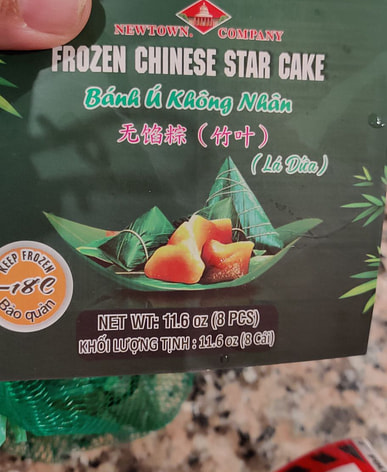 NEWTOWN. COMPANY
FROZEN CHINESE STAR CAKE
Bánh Ú Không Nhân
无馅粽（竹叶）
(Lá Dứa)
KEEP FROZEN
-18C
Bảo quản
NET WT: 11.6 oz (8 PCS)
KHỐI LƯỢNG TỊNH : 11.6 oz (8 Cái)